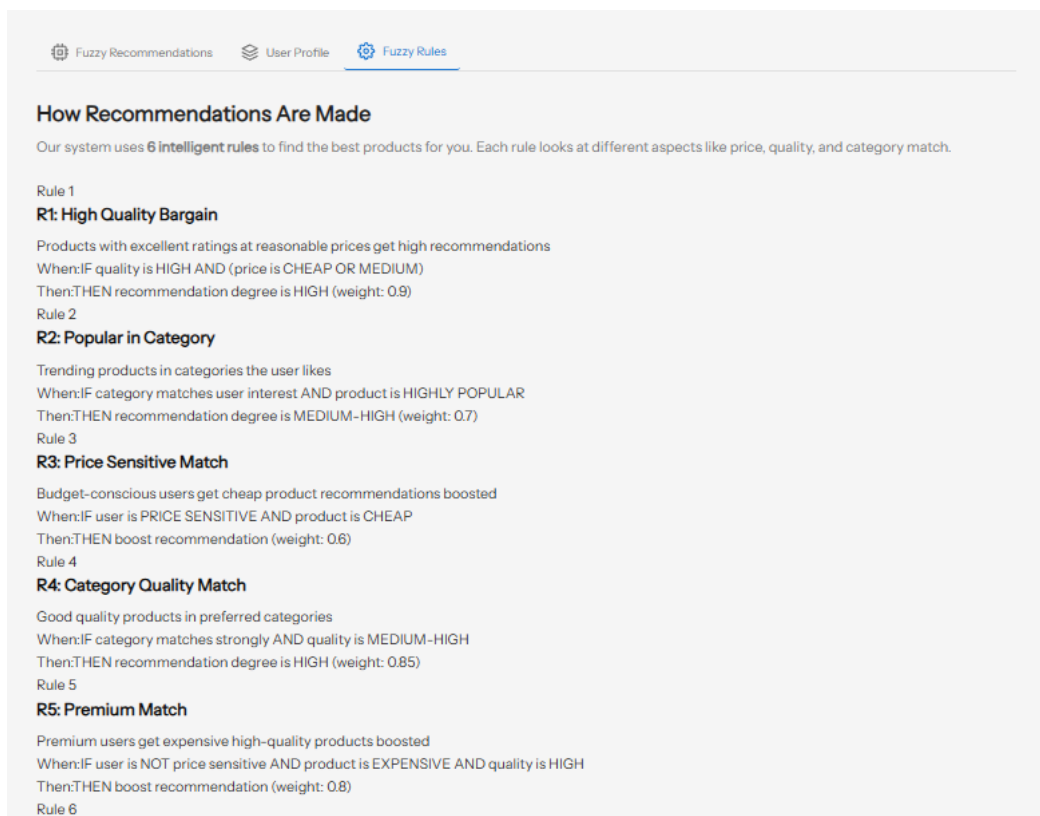 Fuzzy Recommendations User Profile Fuzzy Rules
How Recommendations Are Made
Our system uses 6 intelligent rules to find the best products for you. Each rule looks at different aspects like price, quality, and category match.
Rule 1
R1: High Quality Bargain
Products with excellent ratings at reasonable prices get high recommendations
When:IF quality is HIGH AND (price is CHEAP OR MEDIUM)
Then:THEN recommendation degree is HIGH (weight: 0.9)
Rule 2
R2: Popular in Category
Trending products in categories the user likes
When:IF category matches user interest AND product is HIGHLY POPULAR
Then:THEN recommendation degree is MEDIUM-HIGH (weight: 0.7)
Rule 3
R3: Price Sensitive Match
Budget-conscious users get cheap product recommendations boosted
When:IF user is PRICE SENSITIVE AND product is CHEAP
Then:THEN boost recommendation (weight: 0.6)
Rule 4
R4: Category Quality Match
Good quality products in preferred categories
When:IF category matches strongly AND quality is MEDIUM-HIGH
Then:THEN recommendation degree is HIGH (weight: 0.85)
Rule 5
R5: Premium Match
Premium users get expensive high-quality products boosted
When:IF user is NOT price sensitive AND product is EXPENSIVE AND quality is HIGH
Then:THEN boost recommendation (weight: 0.8)
Rule 6